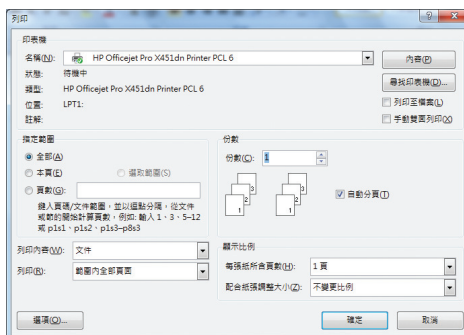 列印
印表機
名稱(N):
HP Officejet Pro X451dn Printer PCL 6
內容(P)
狀態:
待機中
尋找印表機(D)...
類型:
HP Officejet Pro X451dn Printer PCL 6
位置:
LPT1:
列印至檔案(L)
註解:
手動雙面列印(X)
指定範圍
全部(A)
本頁(E)
選取範圍(S)
頁數(G):
鍵入頁碼/文件範圍，並以逗點分隔，從文件
或節的開始計算頁數，例如: 輸入 1、3、5–12
或 p1s1、p1s2、p1s3–p8s3
份數
份數(C):
1
3
2
1
3
2
1
自動分頁(T)
列印內容(W):
文件
列印(R):
範圍內全部頁面
顯示比例
每張紙所含頁數(H):
1 頁
配合紙張調整大小(Z):
不變更比例
選項(O)...
確定
取消